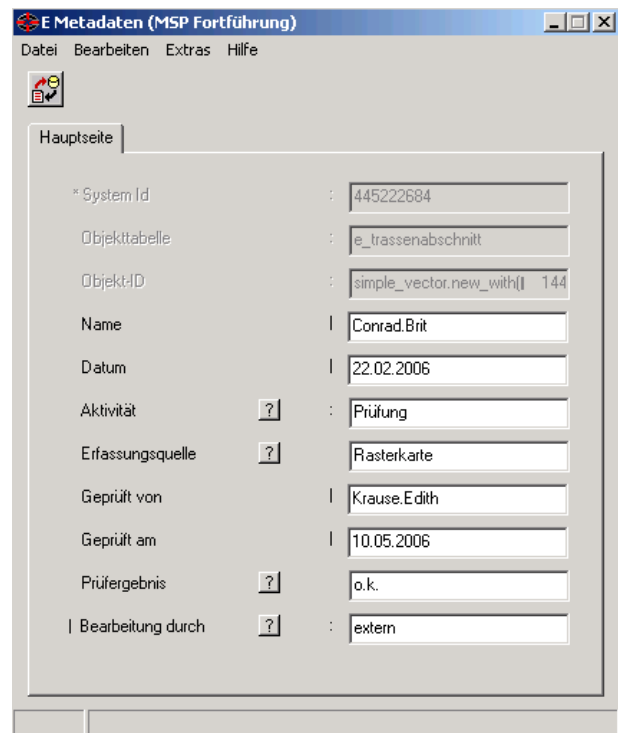 E Metadaten (MSP Fortführung)
Datei Bearbeiten Extras Hilfe
Hauptseite
* System Id : 445222684
Objekttabelle : e_trassenabschnitt
Objekt-ID : simple_vector.new_with(| 144
Name | Conrad.Brit
Datum | 22.02.2006
Aktivität ? : Prüfung
Erfassungsquelle ? Rasterkarte
Geprüft von | Krause.Edith
Geprüft am | 10.05.2006
Prüfergebnis ? o.k.
| Bearbeitung durch ? : extern